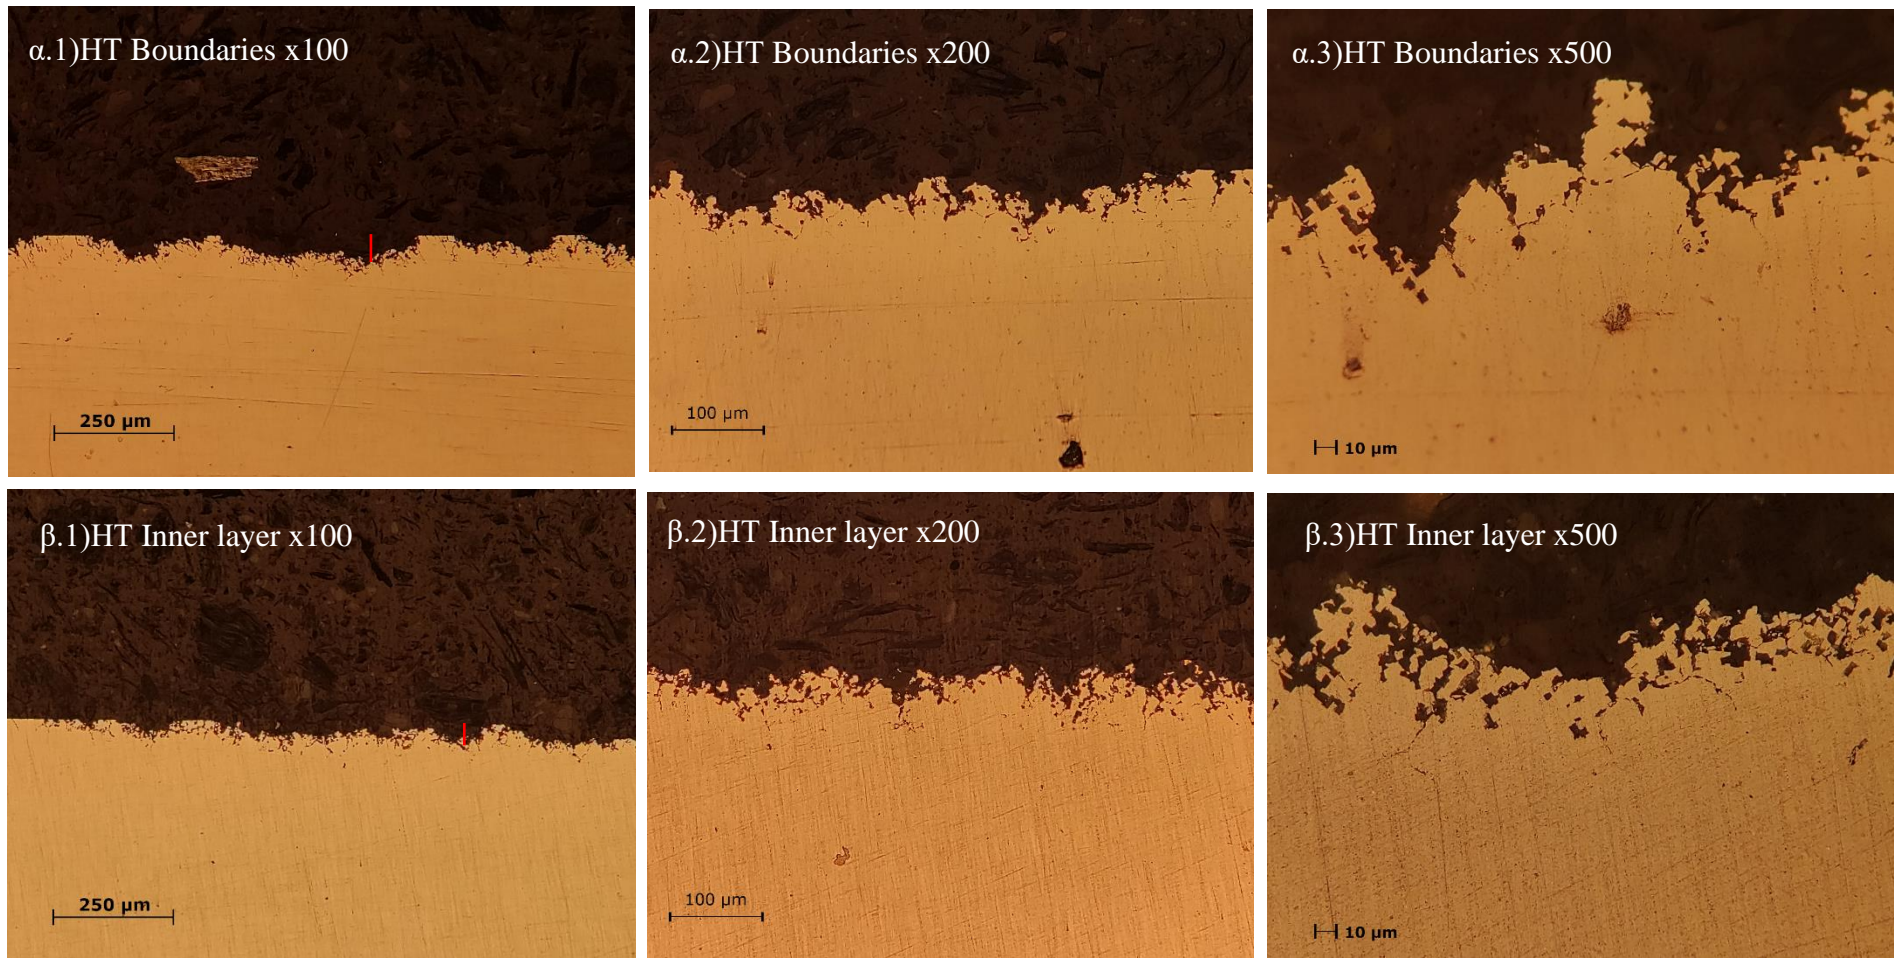 α.1)HT Boundaries x100
α.2)HT Boundaries x200
α.3)HT Boundaries x500
250 µm
100 µm
10 µm
β.1)HT Inner layer x100
β.2)HT Inner layer x200
β.3)HT Inner layer x500
250 µm
100 µm
10 µm